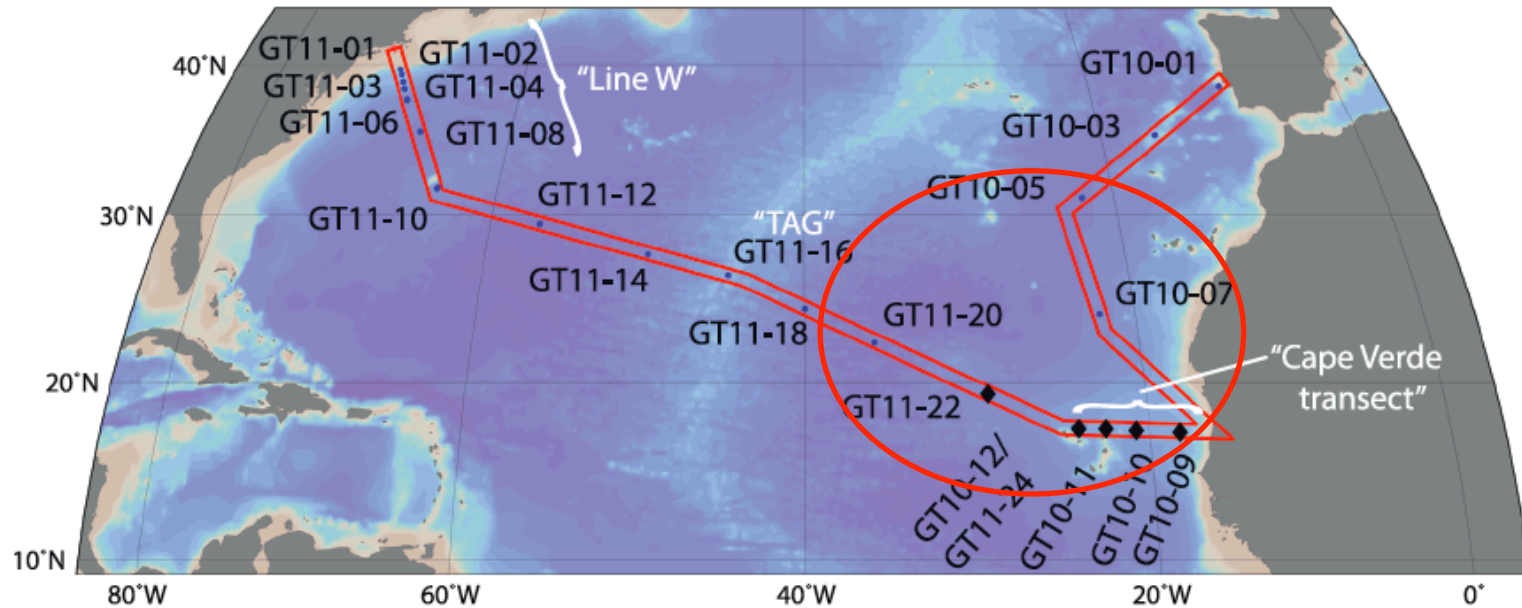 GT11-01
GT11-02
40˚N
GT11-03
GT11-04
"Line W"
GT10-01
GT11-06
GT11-08
GT10-03
GT10-05
GT11-12
30˚N
GT11-10
"TAG"
GT11-16
GT11-14
GT10-07
GT11-18
GT11-20
"Cape Verde
transect"
20˚N
GT11-22
GT10-12/
GT11-24
GT10-11
GT10-10
GT10-09
10˚N
80˚W
60˚W
40˚W
20˚W
0˚